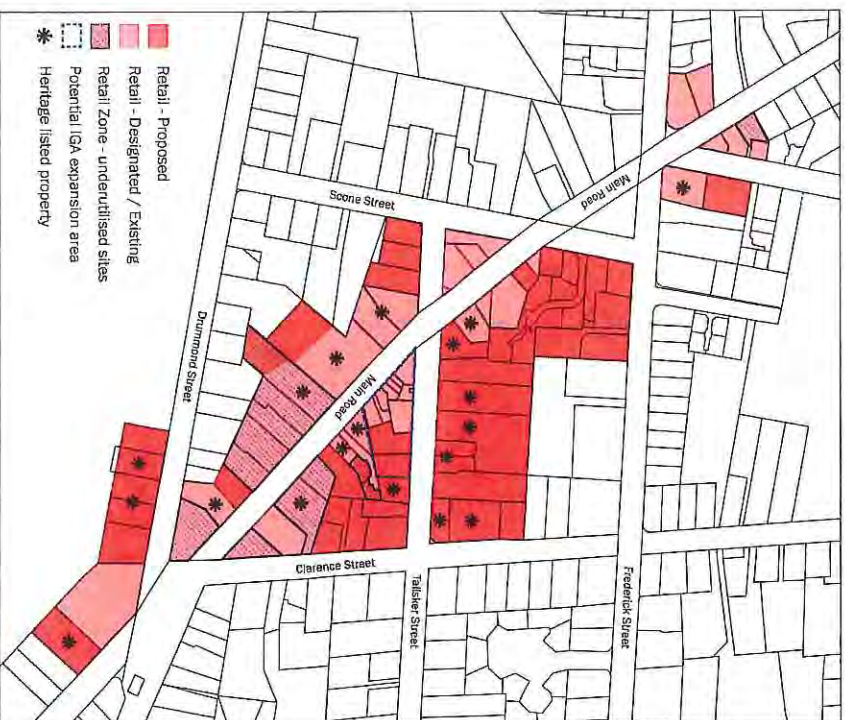 Retail - Proposed
Retail - Designated / Existing
Retail Zone - underutilised sites
Potential IGA expansion area
Heritage listed property
Main Road
Scone Street
Main Road
Drummond Street
Clarence Street
Talisker Street
Frederick Street